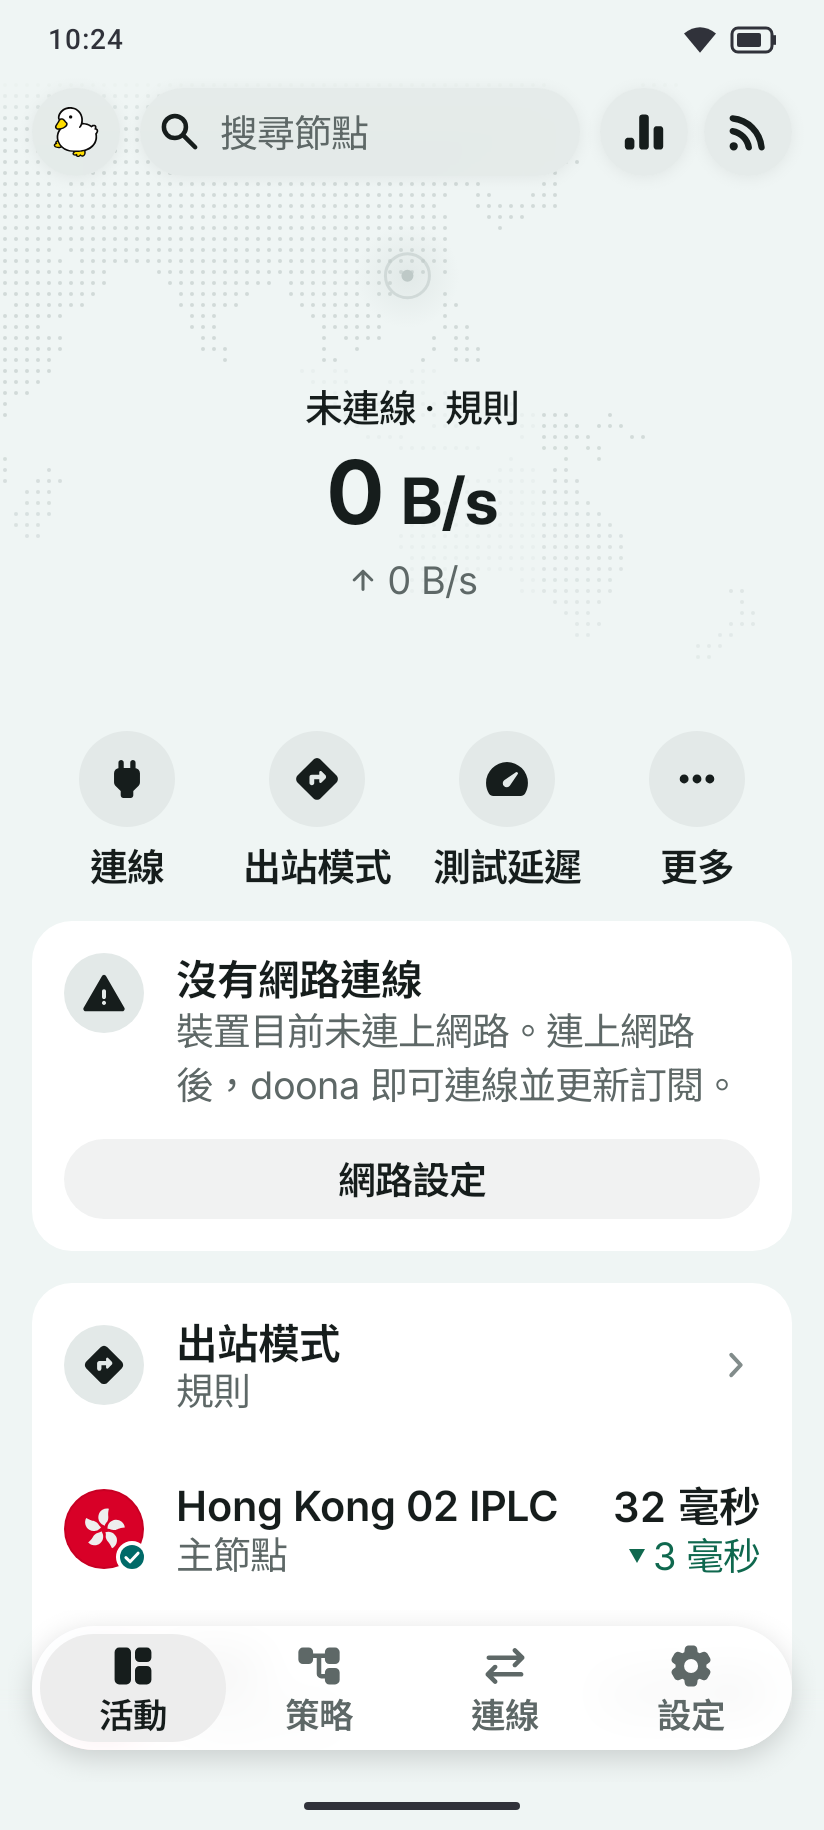 10:24
搜尋節點
未連線 · 規則
0 B/s
↑ 0 B/s
連線
出站模式
測試延遲
更多
沒有網路連線
裝置目前未連上網路。連上網路
後，doona 即可連線並更新訂閱。
網路設定
出站模式
規則
Hong Kong 02 IPLC
32 毫秒
主節點
▼3 毫秒
活動
策略
連線
設定